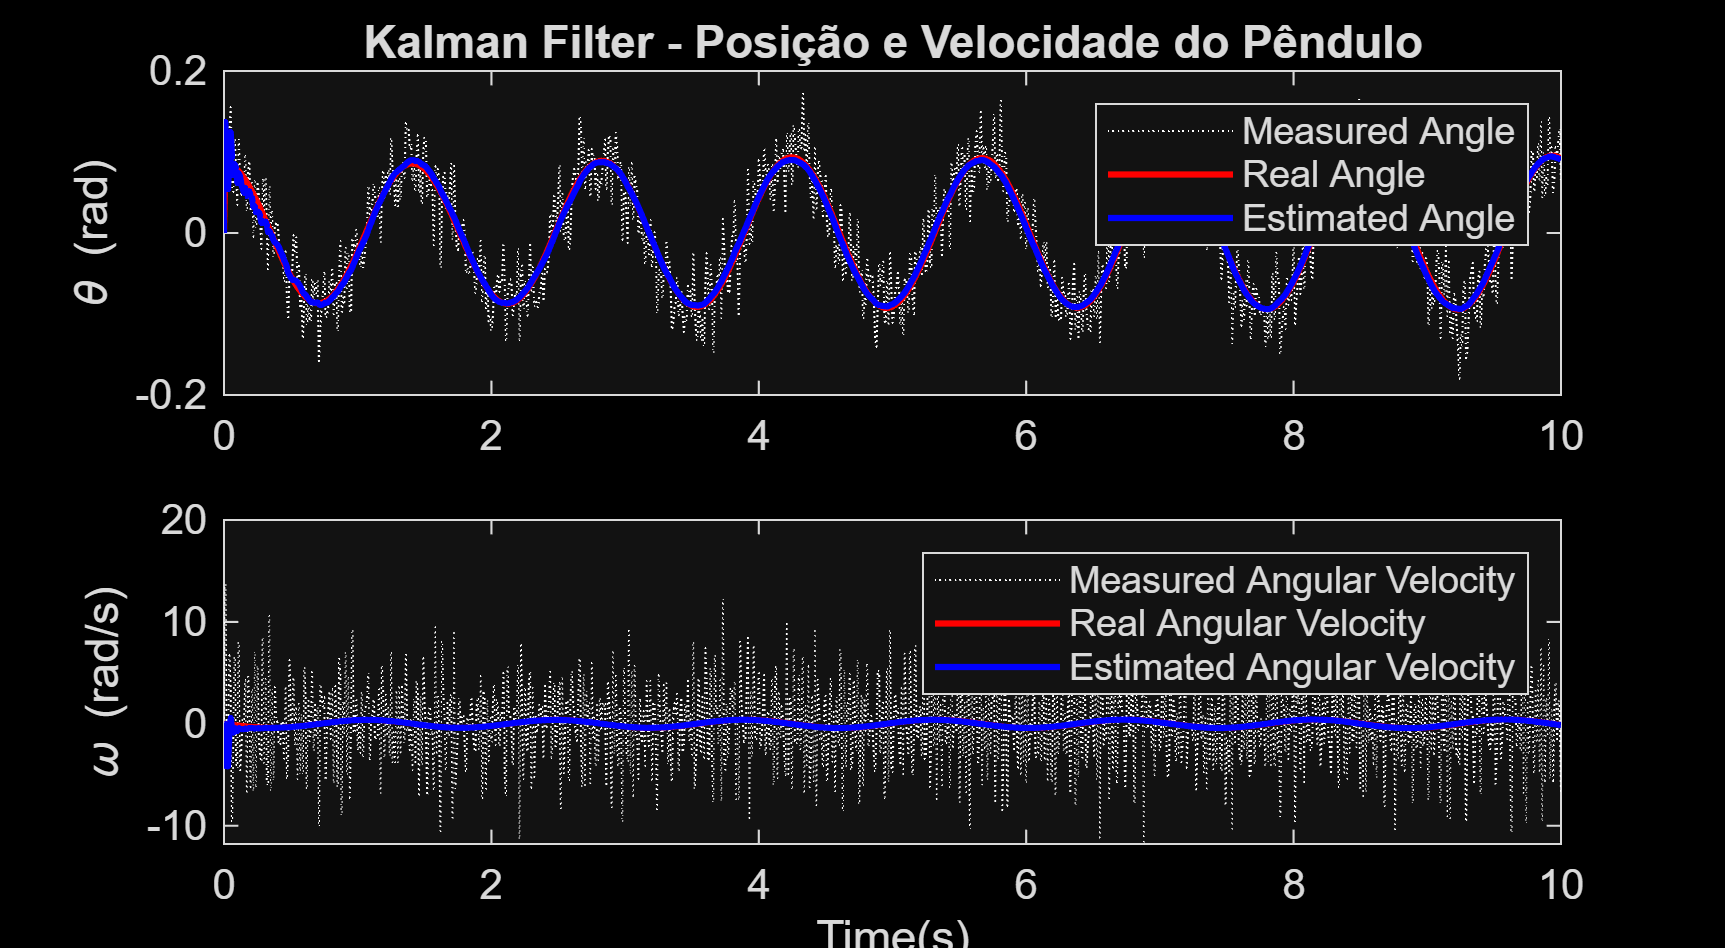 Kalman Filter - Posição e Velocidade do Pêndulo
0.2
0
-0.2
θ (rad)
Measured Angle
Real Angle
Estimated Angle
0 2 4 6 8 10
20
10
0
-10
ω (rad/s)
Measured Angular Velocity
Real Angular Velocity
Estimated Angular Velocity
0 2 4 6 8 10
Time(s)